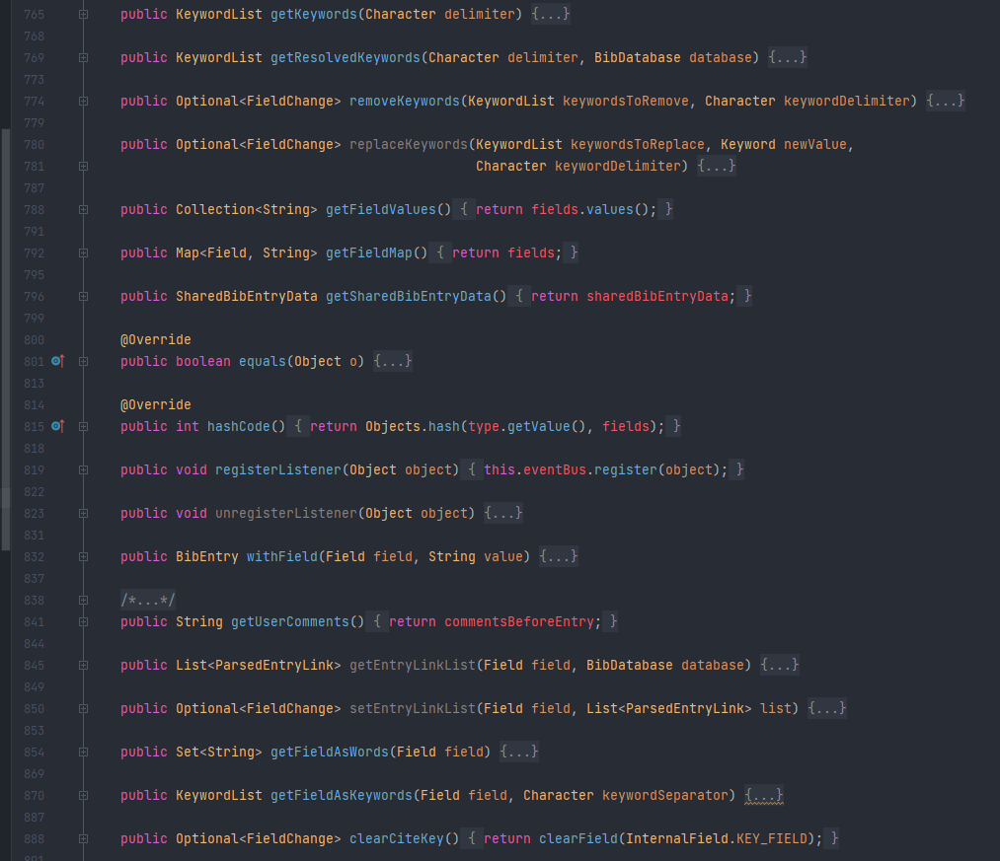 765 public KeywordList getKeywords(Character delimiter) {...}
768
769 public KeywordList getResolvedKeywords(Character delimiter, BibDatabase database) {...}
773
774 public Optional<FieldChange> removeKeywords(KeywordList keywordsToRemove, Character keywordDelimiter) {...}
779
780 public Optional<FieldChange> replaceKeywords(KeywordList keywordsToReplace, Keyword newValue,
781 Character keywordDelimiter) {...}
787
788 public Collection<String> getFieldValues() { return fields.values(); }
791
792 public Map<Field, String> getFieldMap() { return fields; }
795
796 public SharedBibEntryData getSharedBibEntryData() { return sharedBibEntryData; }
799
800 @Override
801 public boolean equals(Object o) {...}
813
814 @Override
815 public int hashCode() { return Objects.hash(type.getValue(), fields); }
818
819 public void registerListener(Object object) { this.eventBus.register(object); }
822
823 public void unregisterListener(Object object) {...}
831
832 public BibEntry withField(Field field, String value) {...}
837
838 /*...*/
841 public String getUserComments() { return commentsBeforeEntry; }
844
845 public List<ParsedEntryLink> getEntryLinkList(Field field, BibDatabase database) {...}
849
850 public Optional<FieldChange> setEntryLinkList(Field field, List<ParsedEntryLink> list) {...}
853
854 public Set<String> getFieldAsWords(Field field) {...}
869
870 public KeywordList getFieldAsKeywords(Field field, Character keywordSeparator) {...}
887
888 public Optional<FieldChange> clearCiteKey() { return clearField(InternalField.KEY_FIELD); }
891